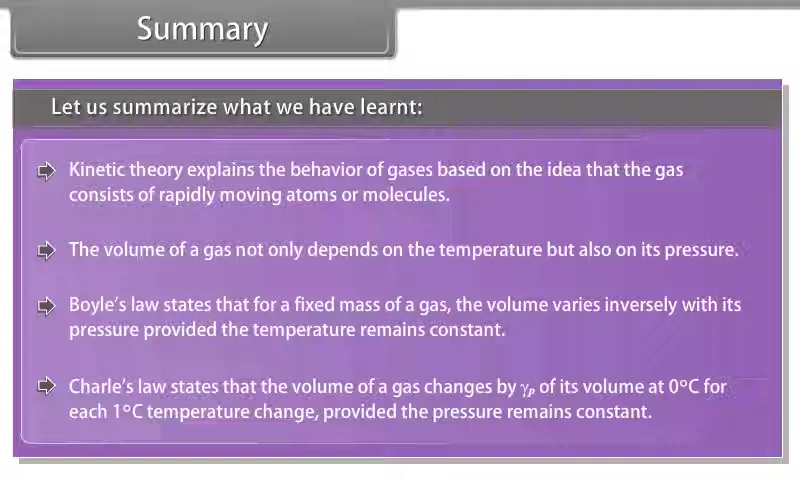 Summary
Let us summarize what we have learnt:
Kinetic theory explains the behavior of gases based on the idea that the gas
consists of rapidly moving atoms or molecules.
The volume of a gas not only depends on the temperature but also on its pressure.
Boyle's law states that for a fixed mass of a gas, the volume varies inversely with its
pressure provided the temperature remains constant.
Charle's law states that the volume of a gas changes by γₚ of its volume at 0°C for
each 1°C temperature change, provided the pressure remains constant.